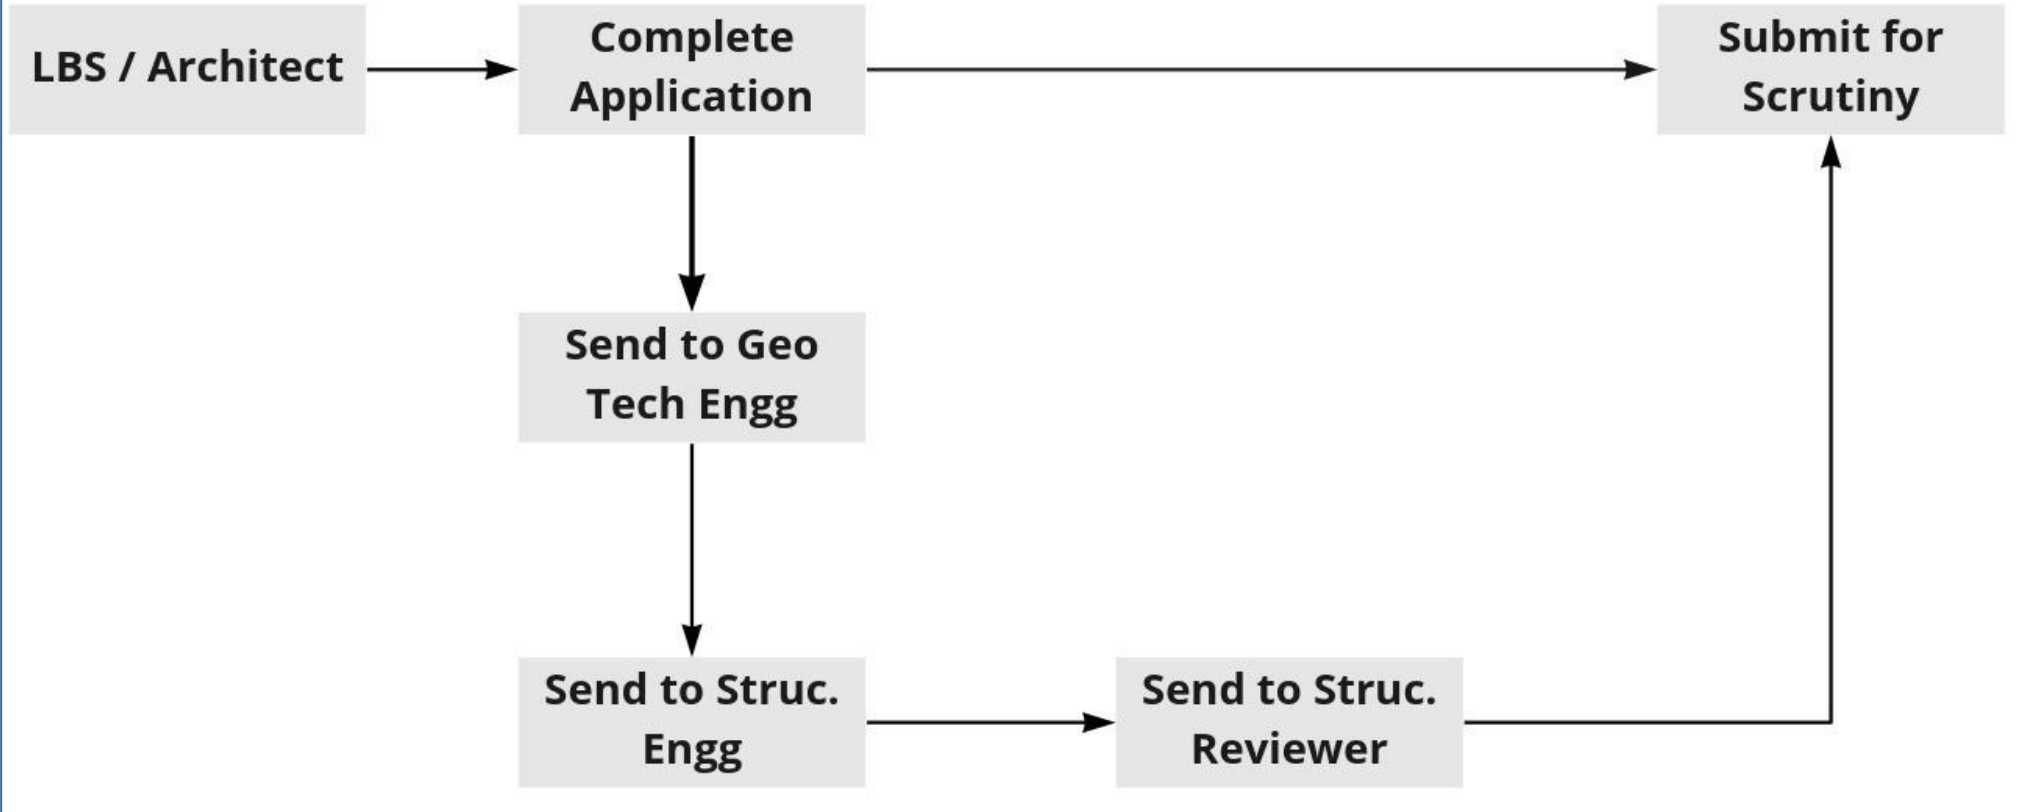 LBS / Architect
Complete
Application
Submit for
Scrutiny
Send to Geo
Tech Engg
Send to Struc.
Engg
Send to Struc.
Reviewer